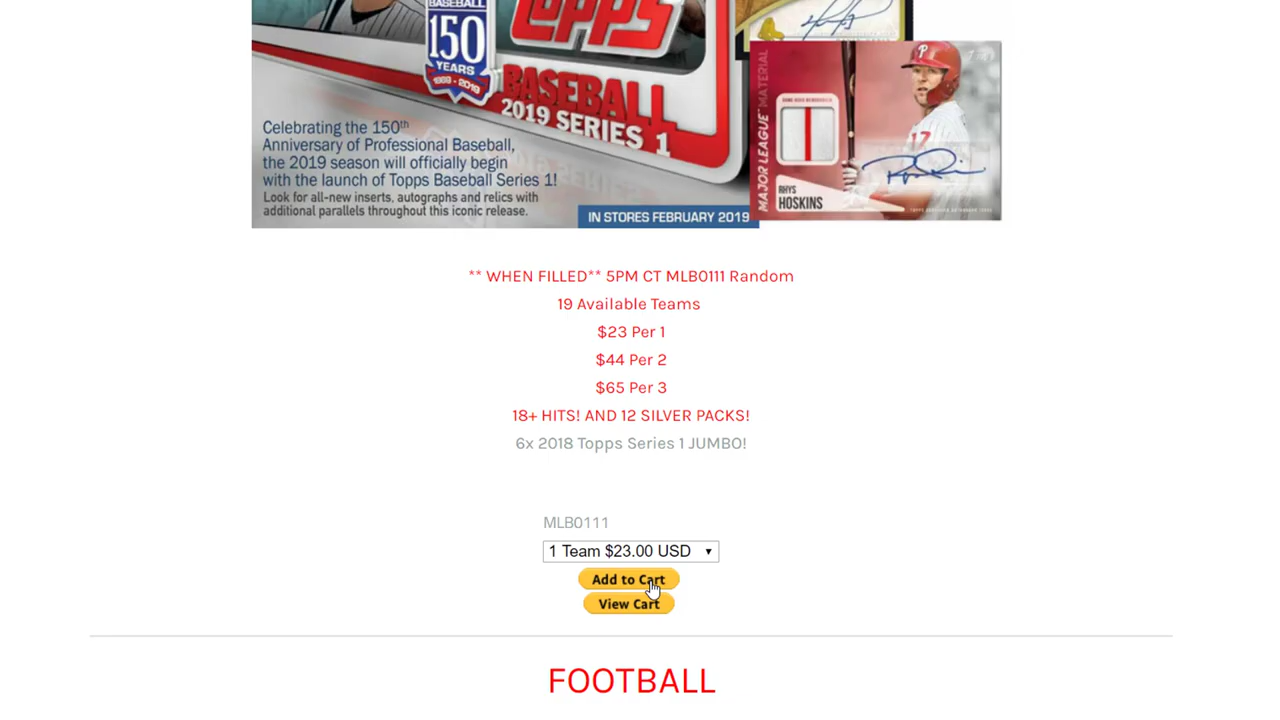 BASEBALL
150
YEARS
1869 - 2019
Topps
BASEBALL
2019 SERIES 1
Celebrating the 150th
Anniversary of Professional Baseball,
the 2019 season will officially begin
with the launch of Topps Baseball Series 1!
Look for all-new inserts, autographs and relics with
additional parallels throughout this iconic release.
IN STORES FEBRUARY 2019
MAJOR LEAGUE MATERIAL
P
17
RHYS
HOSKINS
** WHEN FILLED** 5PM CT MLB0111 Random
19 Available Teams
$23 Per 1
$44 Per 2
$65 Per 3
18+ HITS! AND 12 SILVER PACKS!
6x 2018 Topps Series 1 JUMBO!
MLB0111
1 Team $23.00 USD
Add to Cart
View Cart
FOOTBALL